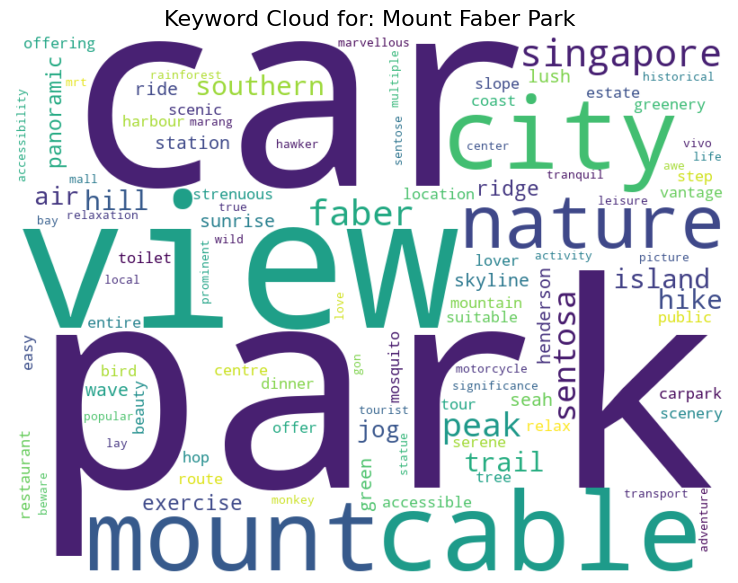 Keyword Cloud for: Mount Faber Park
offering
marvellous
car
singapore
mrt
rainforest
ride
southern
multiple
slope
lush
historical
panoramic
scenic
coast
estate
greenery
accessibility
harbour
marang
station
hawker
sentose
city
center
vivo
mall
tranquil
awe
life
step
air
hill
strenuous
location
ridge
vantage
bay
relaxation
true
sunrise
faber
nature
leisure
wild
view
toilet
prominent
lover
activity
picture
local
skyline
island
love
mountain
hike
entire
suitable
henderson
sentosa
public
easy
park
bird
centre
mosquito
motorcycle
wave
beauty
dinner
gon
significance
carpark
popular
tourist
tour
seah
scenery
lay
offer
jog
statue
peak
relax
restaurant
hop
serene
trail
tree
beware
route
green
exercise
monkey
accessible
transport
adventure
mount
cable